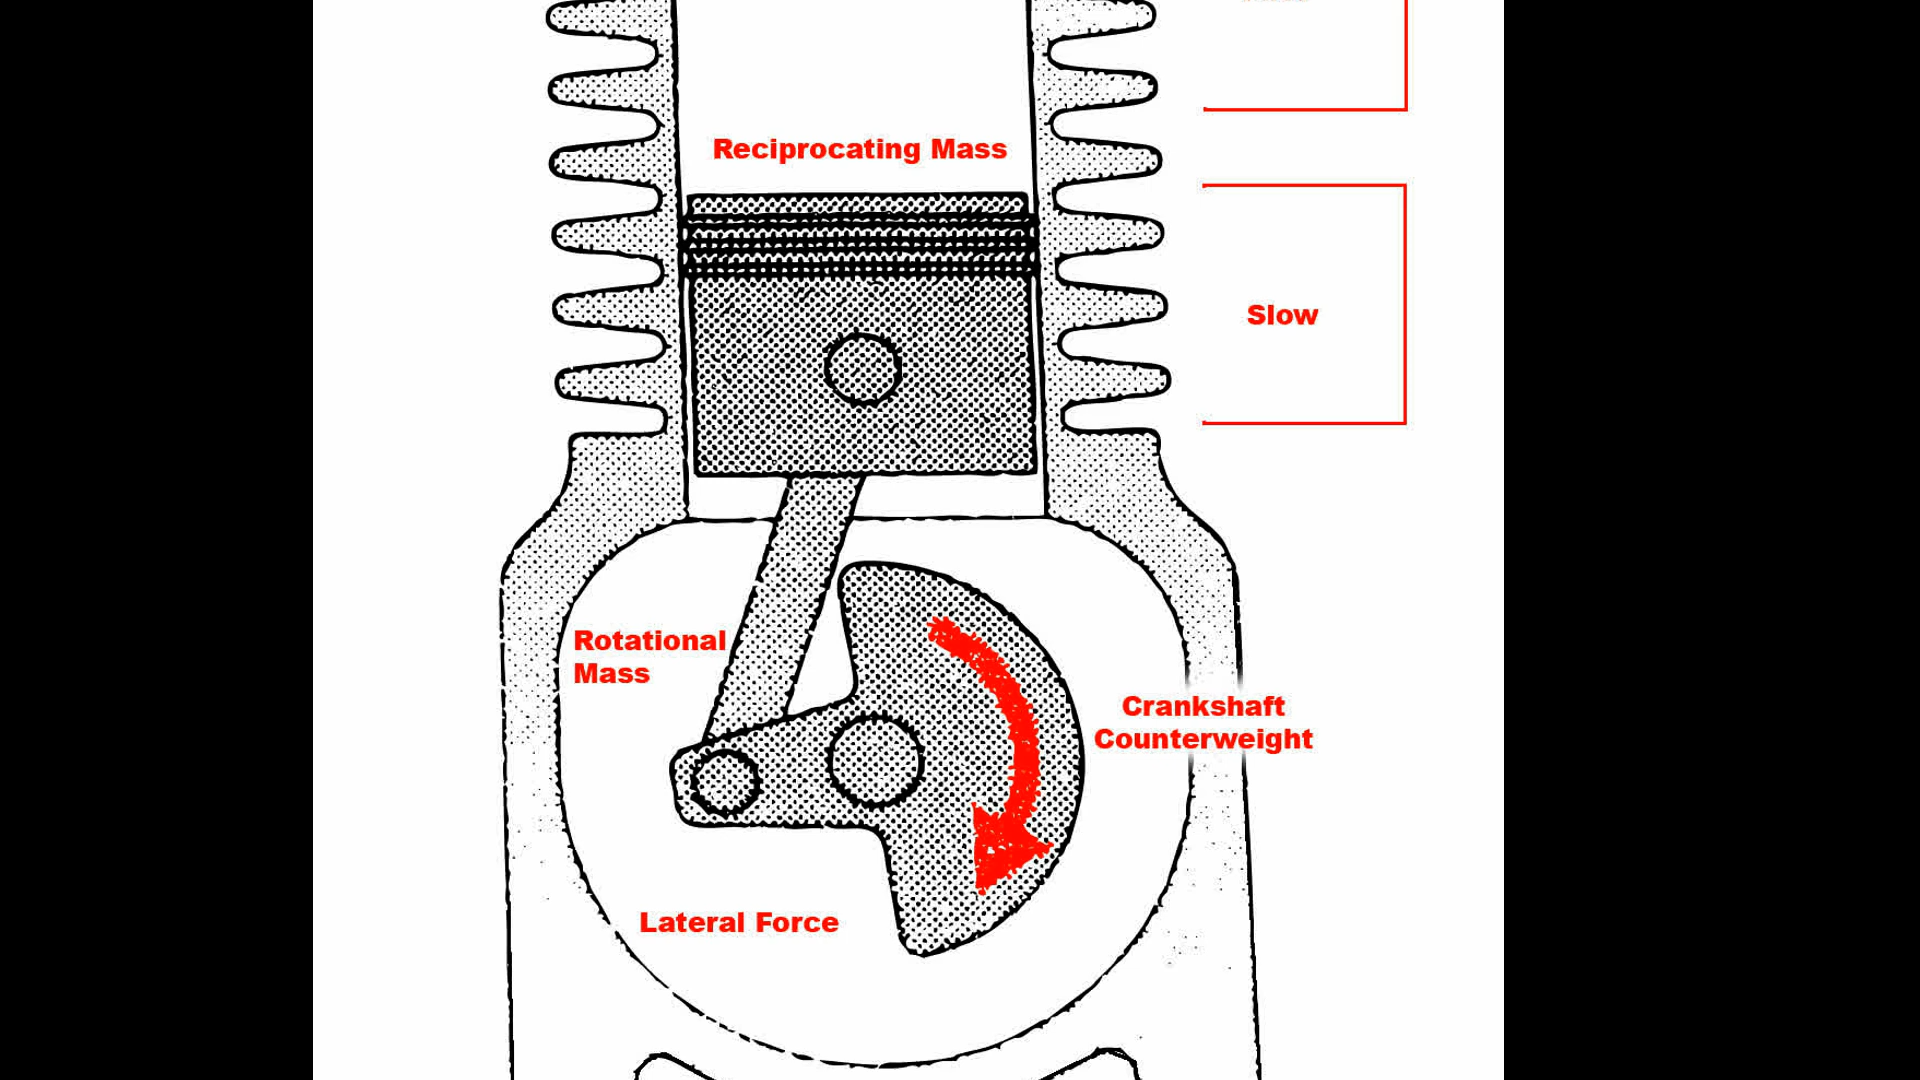 Reciprocating Mass
Slow
Rotational
Mass
Crankshaft
Counterweight
Lateral Force